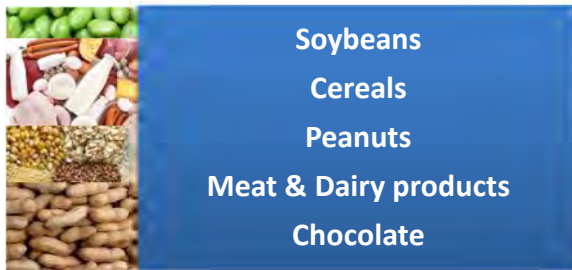 Soybeans
Cereals
Peanuts
Meat & Dairy products
Chocolate